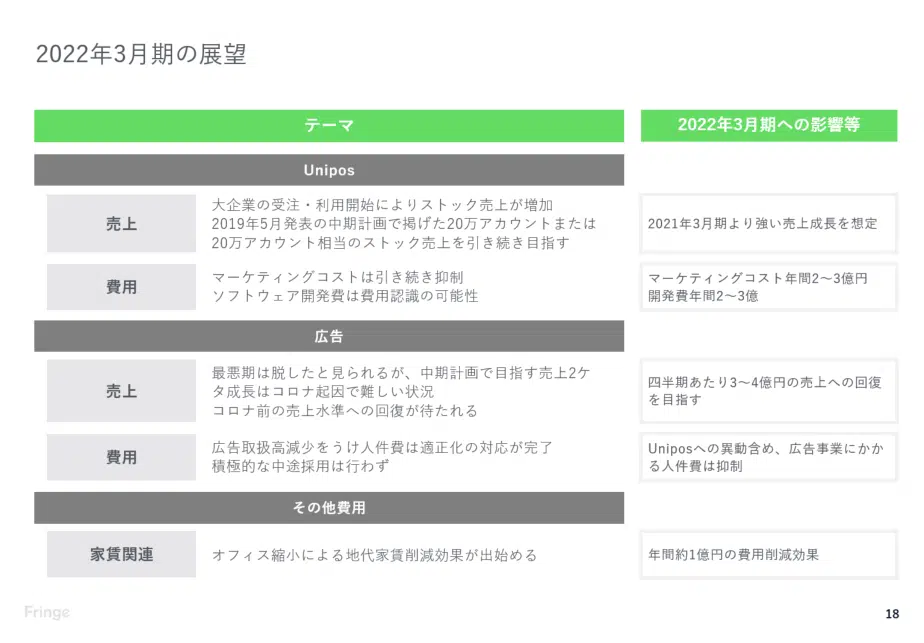 2022年3月期の展望
テーマ
2022年3月期への影響等
Unipos
売上
大企業の受注・利用開始によりストック売上が増加
2019年5月発表の中期計画で掲げた20万アカウントまたは
20万アカウント相当のストック売上を引き続き目指す
2021年3月期より強い売上成長を想定
費用
マーケティングコストは引き続き抑制
ソフトウェア開発費は費用認識の可能性
マーケティングコスト年間2〜3億円
開発費年間2〜3億
広告
売上
最悪期は脱したと見られるが、中期計画で目指す売上2ケ
タ成長はコロナ起因で難しい状況
コロナ前の売上水準への回復が待たれる
四半期あたり3〜4億円の売上への回復
を目指す
費用
広告取扱高減少をうけ人件費は適正化の対応が完了
積極的な中途採用は行わず
Uniposへの異動含め、広告事業にかか
る人件費は抑制
その他費用
家賃関連
オフィス縮小による地代家賃削減効果が出始める
年間約1億円の費用削減効果
Fringe
18